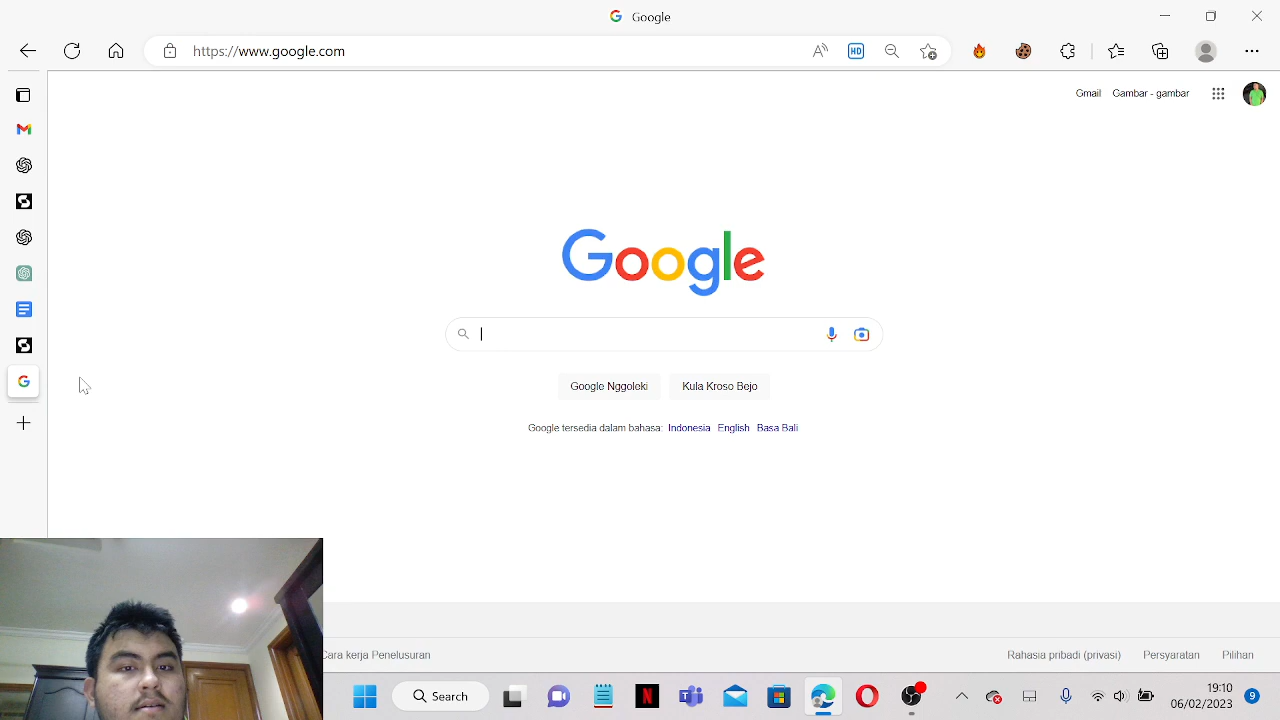 Google
https://www.google.com
HD
Gmail Gambar - gambar
Google
Google Nggoleki Kula Kroso Bejo
Google tersedia dalam bahasa: Indonesia English Basa Bali
Cara kerja Penelusuran Rahasia pribadi (privasi) Persyaratan Pilihan
Search 19:10
06/02/2023 9